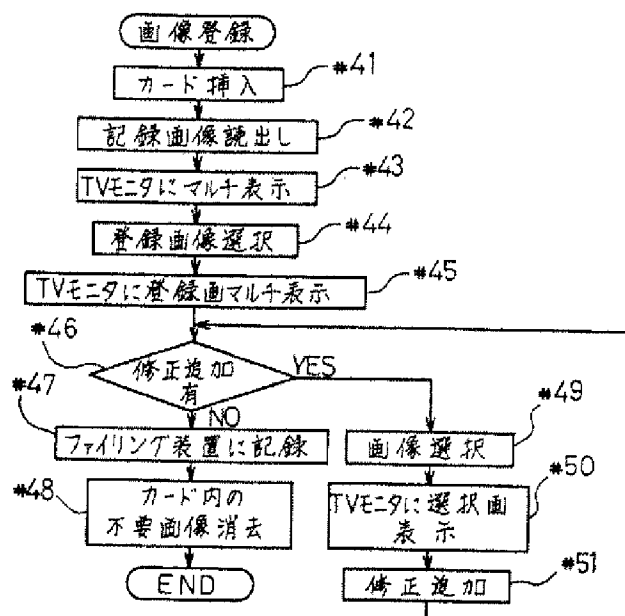 画像登録
#41
カード挿入
#42
記録画像読出し
#43
TVモニタにマルチ表示
#44
登録画像選択
#45
TVモニタに登録画マルチ表示
#46
修正追加
有
YES
NO
#47
ファイリング装置に記録
#48
カード内の
不要画像消去
END
#49
画像選択
#50
TVモニタに選択画
表示
#51
修正追加